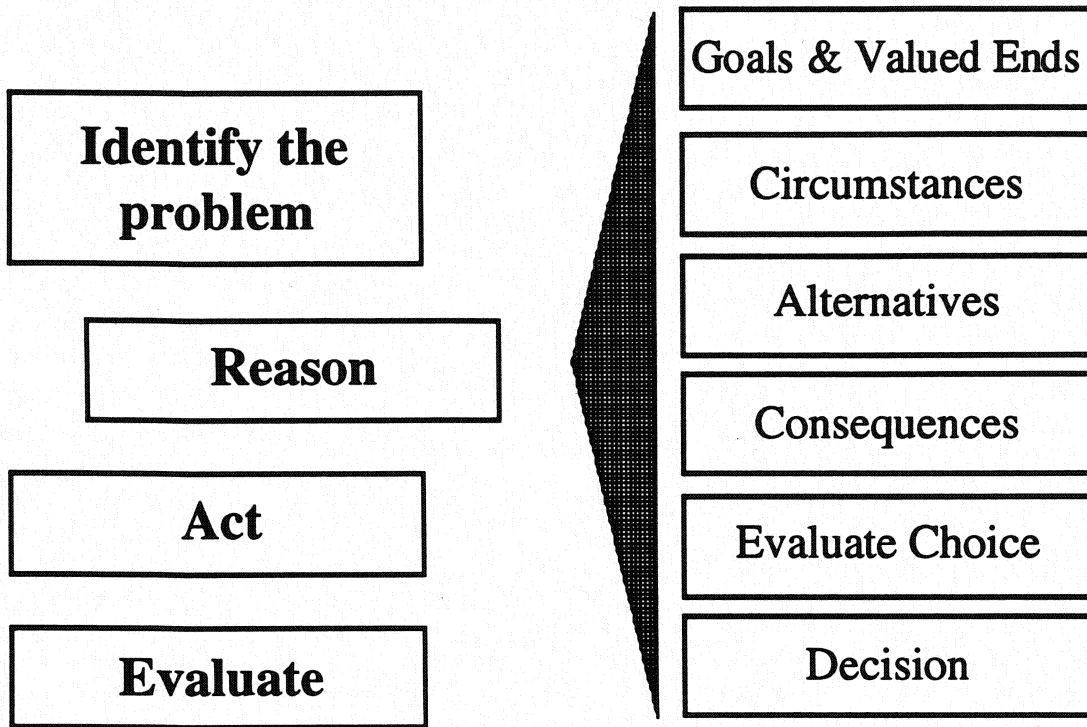 Identify the
problem
Reason
Act
Evaluate
Goals & Valued Ends
Circumstances
Alternatives
Consequences
Evaluate Choice
Decision